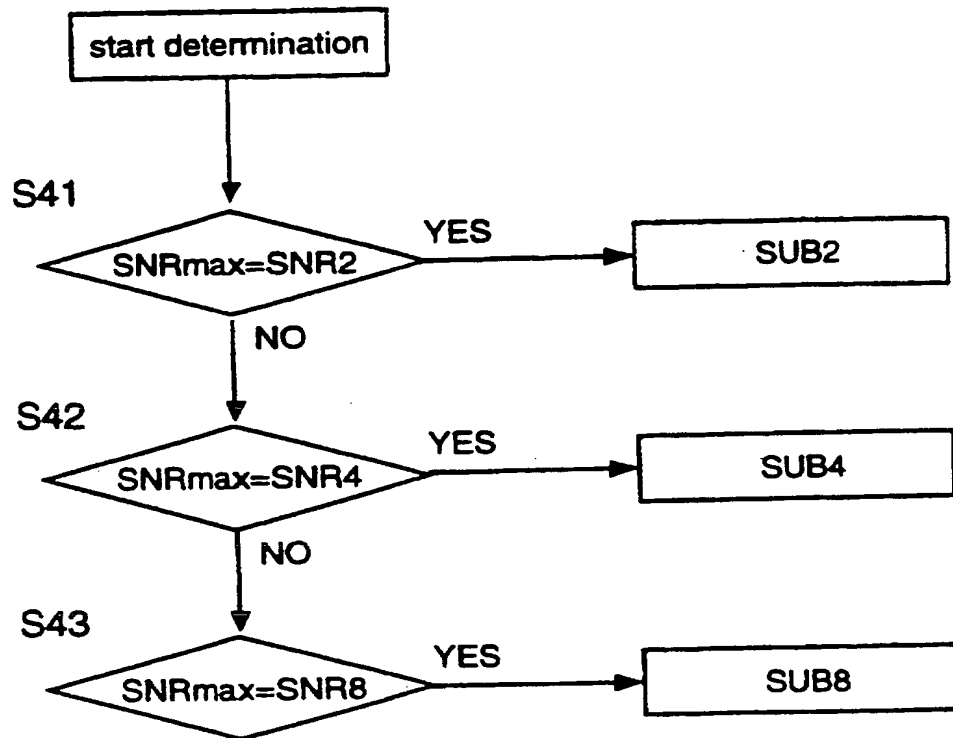 start determination
S41
SNRmax=SNR2
YES
SUB2
NO
S42
SNRmax=SNR4
YES
SUB4
NO
S43
SNRmax=SNR8
YES
SUB8